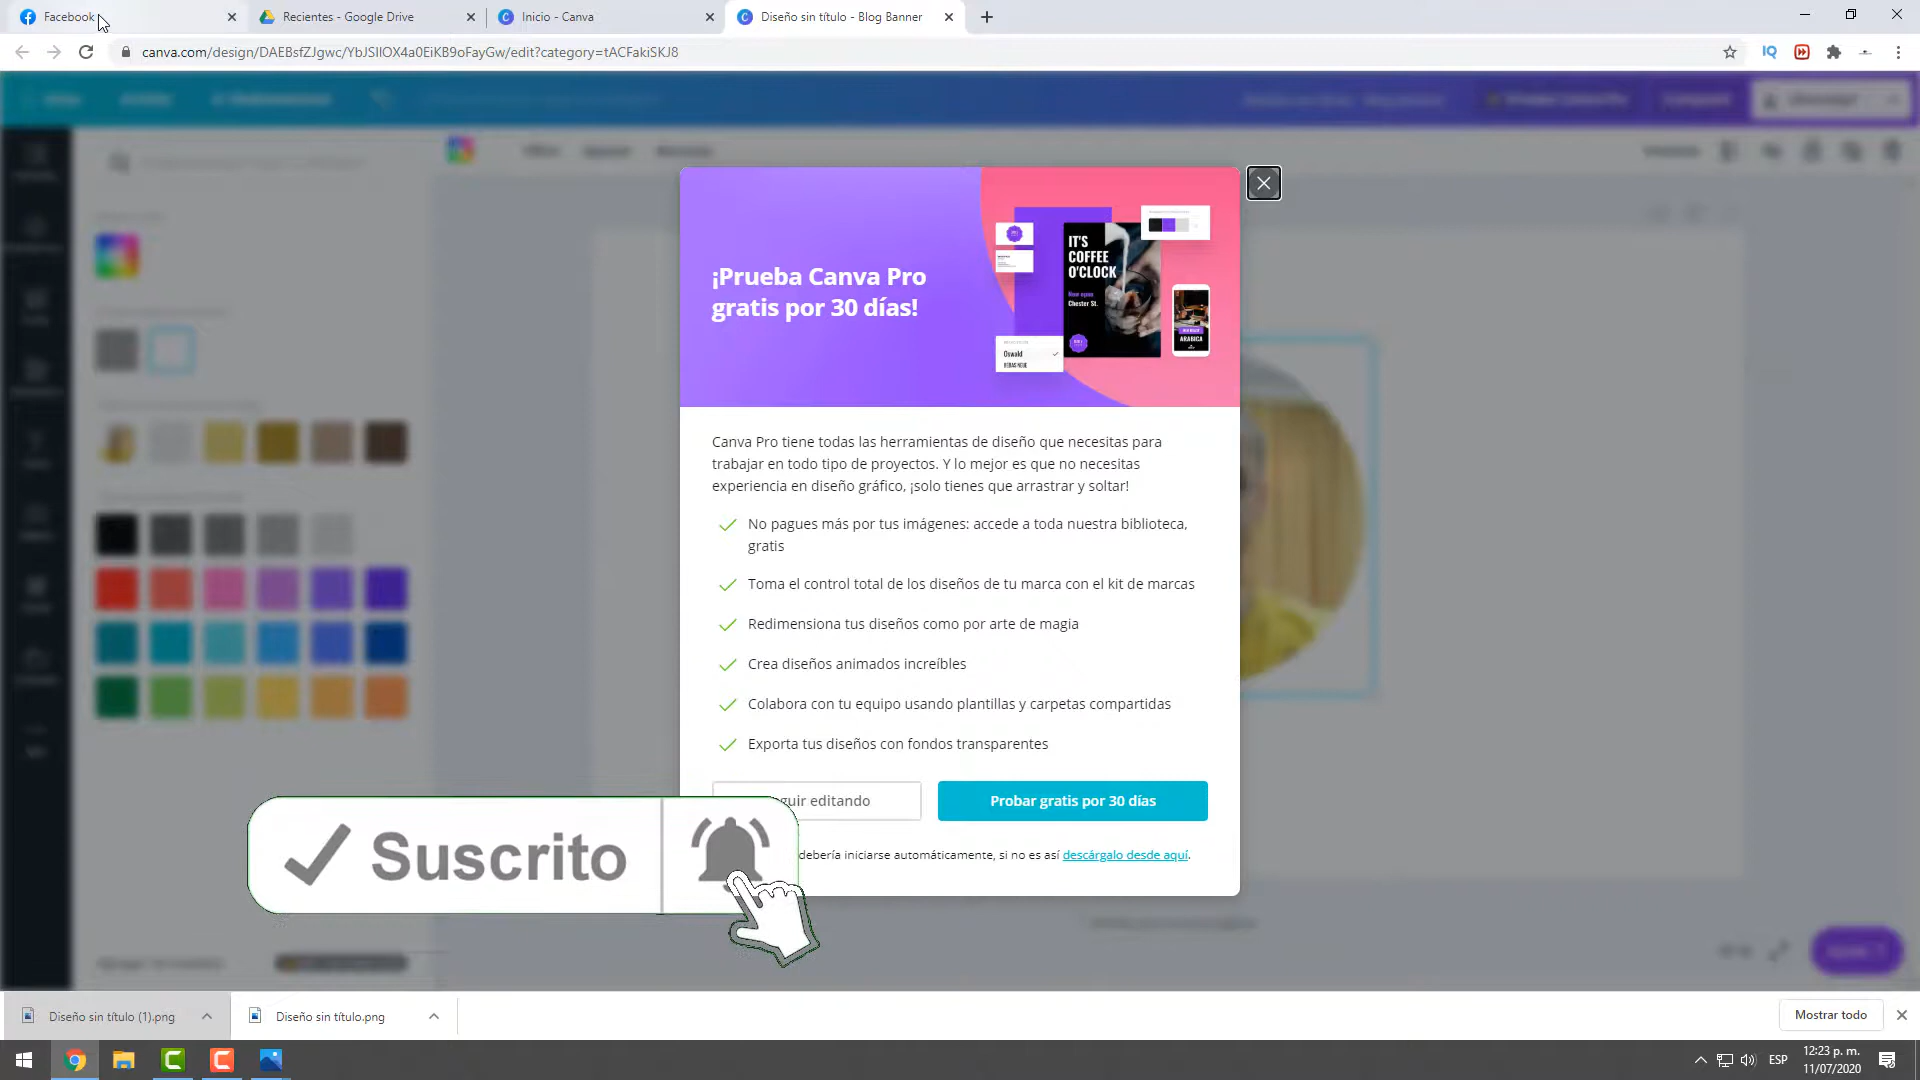 Facebook
Recientes - Google Drive
Inicio - Canva
Diseño sin título - Blog Banner
canva.com/design/DAEBsfZJgwc/YbJSIlOX4a0EiKB9oFayGw/edit?category=tACFakiSKJ8
¡Prueba Canva Pro
gratis por 30 días!
IT'S
COFFEE
O'CLOCK
Now open
Chester St.
Oswald
BEBAS NEUE
ARABICA
Canva Pro tiene todas las herramientas de diseño que necesitas para
trabajar en todo tipo de proyectos. Y lo mejor es que no necesitas
experiencia en diseño gráfico, ¡solo tienes que arrastrar y soltar!
No pagues más por tus imágenes: accede a toda nuestra biblioteca,
gratis
Toma el control total de los diseños de tu marca con el kit de marcas
Redimensiona tus diseños como por arte de magia
Crea diseños animados increíbles
Colabora con tu equipo usando plantillas y carpetas compartidas
Exporta tus diseños con fondos transparentes
guir editando
Probar gratis por 30 días
debería iniciarse automáticamente, si no es así descárgalo desde aquí.
Suscrito
Diseño sin título (1).png
Diseño sin título.png
Mostrar todo
ESP
12:23 p. m.
11/07/2020